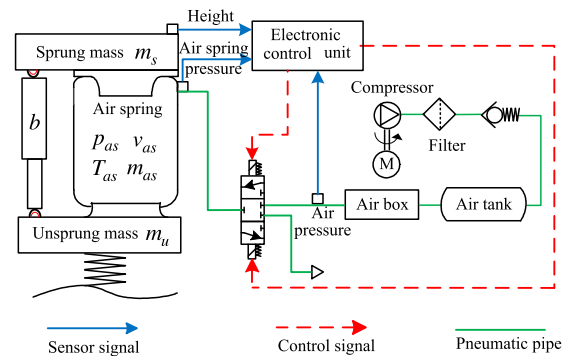 Height
Sprung mass m_s
Air spring
pressure
Electronic
control unit
Compressor
Air spring
b
p_as v_as
T_as m_as
M
Filter
Air
pressure
Air box
Air tank
Unsprung mass m_u
Sensor signal
Control signal
Pneumatic pipe